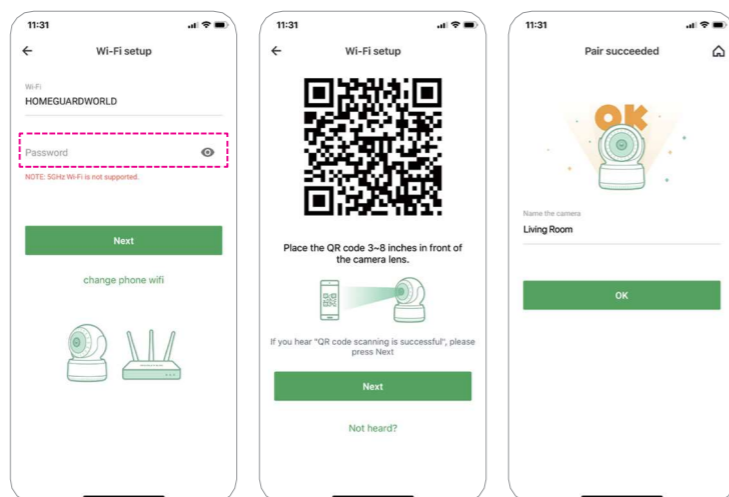 11:31
Wi-Fi setup
Wi-Fi
HOMEGUARDWORLD
Password
NOTE: 5GHz Wi-Fi is not supported.
Next
change phone wifi
11:31
Wi-Fi setup
Place the QR code 3~8 inches in front of
the camera lens.
If you hear "QR code scanning is successful", please
press Next
Next
Not heard?
11:31
Pair succeeded
OK
Name the camera
Living Room
OK